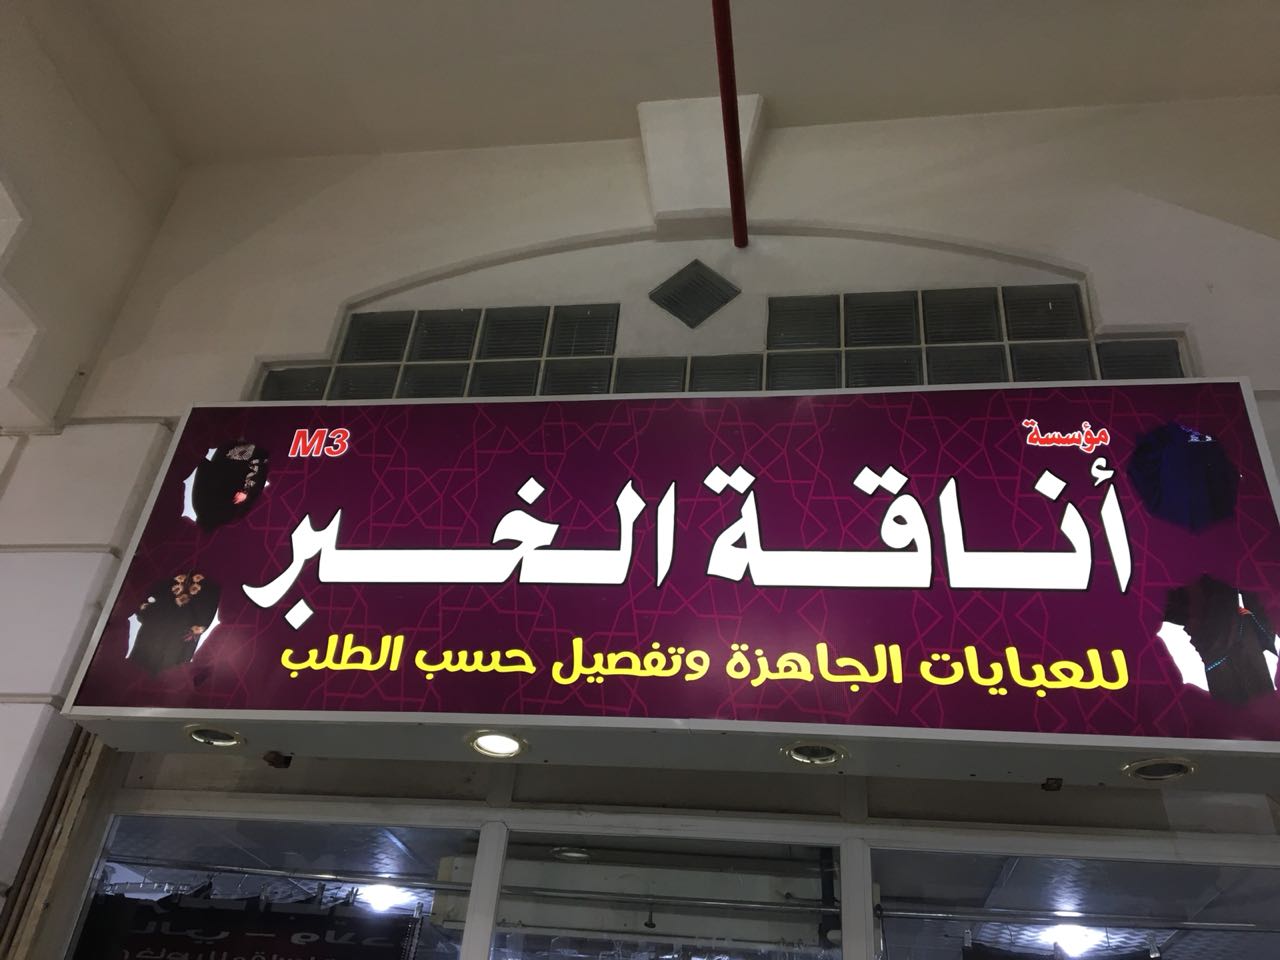 مؤسسة
M3
أناقة الخبر
للعبايات الجاهزة وتفصيل حسب الطلب